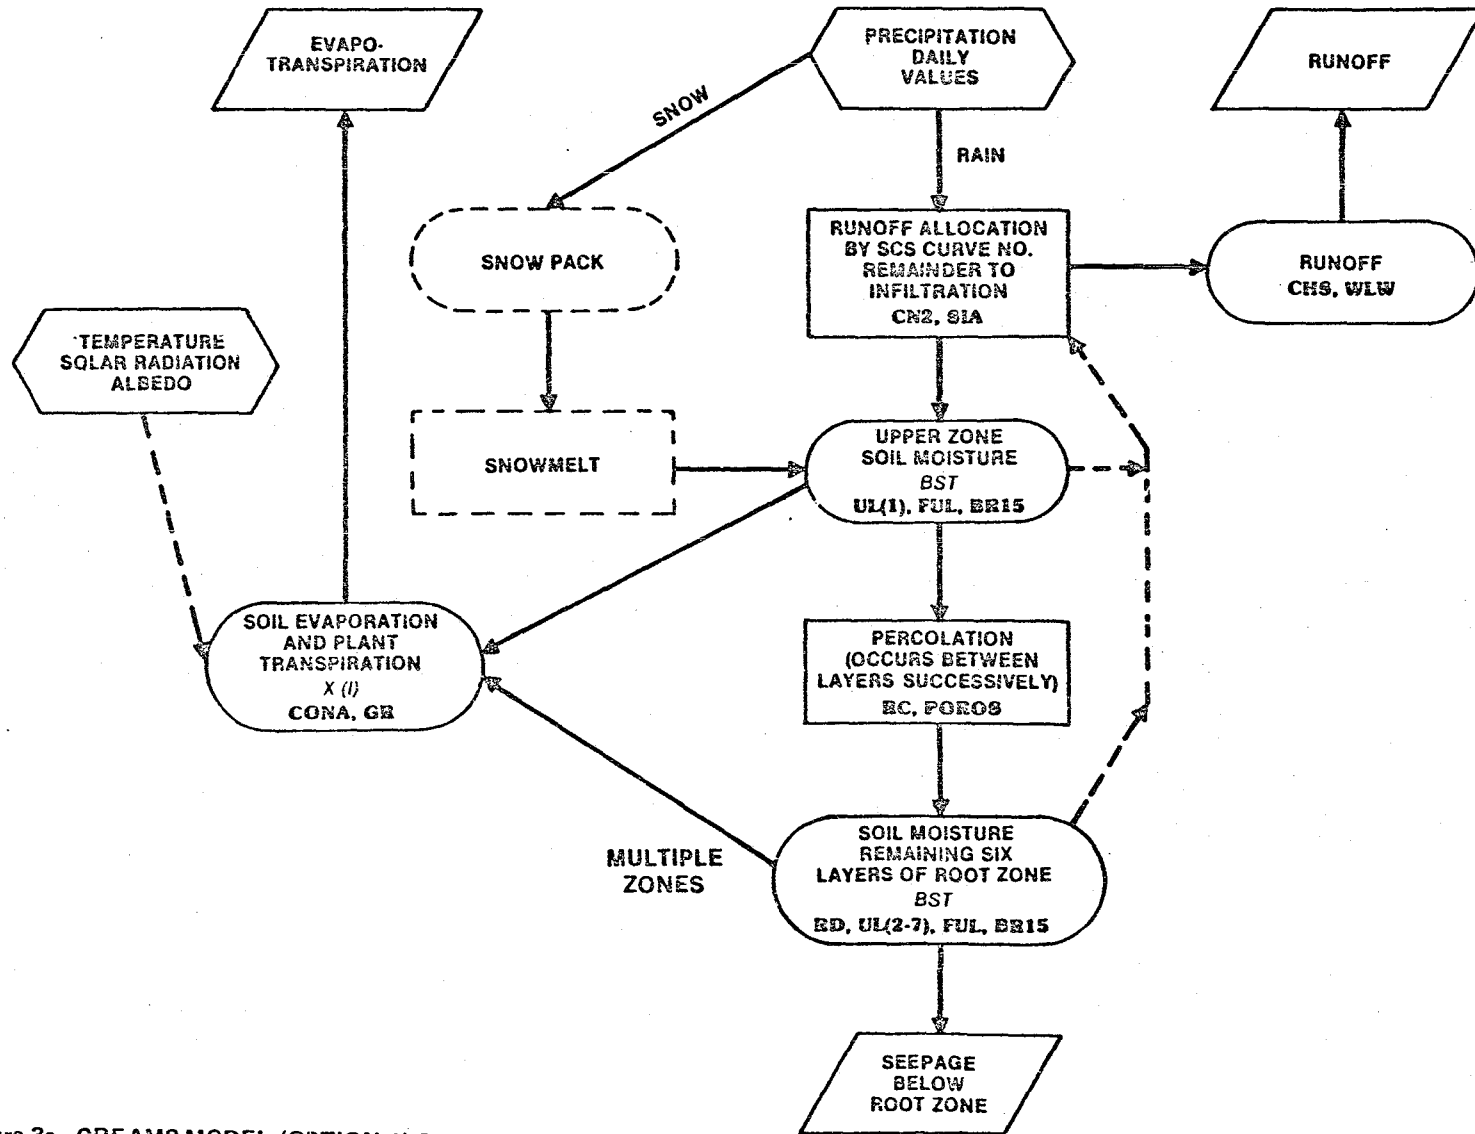 EVAPO-
TRANSPIRATION
PRECIPITATION
DAILY
VALUES
RUNOFF
SNOW
RAIN
SNOW PACK
RUNOFF ALLOCATION
BY SCS CURVE NO.
REMAINDER TO
INFILTRATION
CN2, SIA
RUNOFF
CHS, WLW
TEMPERATURE
SOLAR RADIATION
ALBEDO
SNOWMELT
UPPER ZONE
SOIL MOISTURE
BST
UL(1), FUL, BR15
SOIL EVAPORATION
AND PLANT
TRANSPIRATION
X (I)
CONA, GR
PERCOLATION
(OCCURS BETWEEN
LAYERS SUCCESSIVELY)
RC, POROS
MULTIPLE
ZONES
SOIL MOISTURE
REMAINING SIX
LAYERS OF ROOT ZONE
BST
RD, UL(2-7), FUL, BR15
SEEPAGE
BELOW
ROOT ZONE